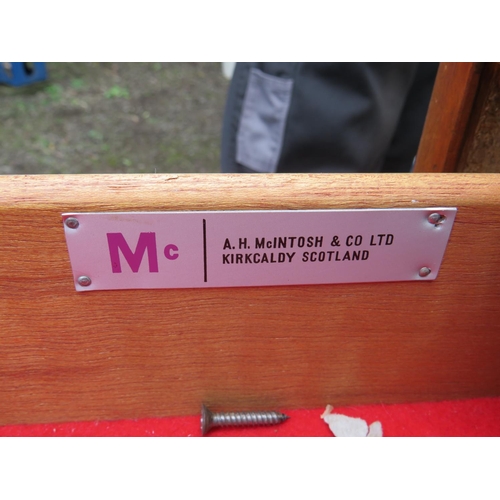 Mc
A.H. McINTOSH & CO LTD
KIRKCALDY SCOTLAND